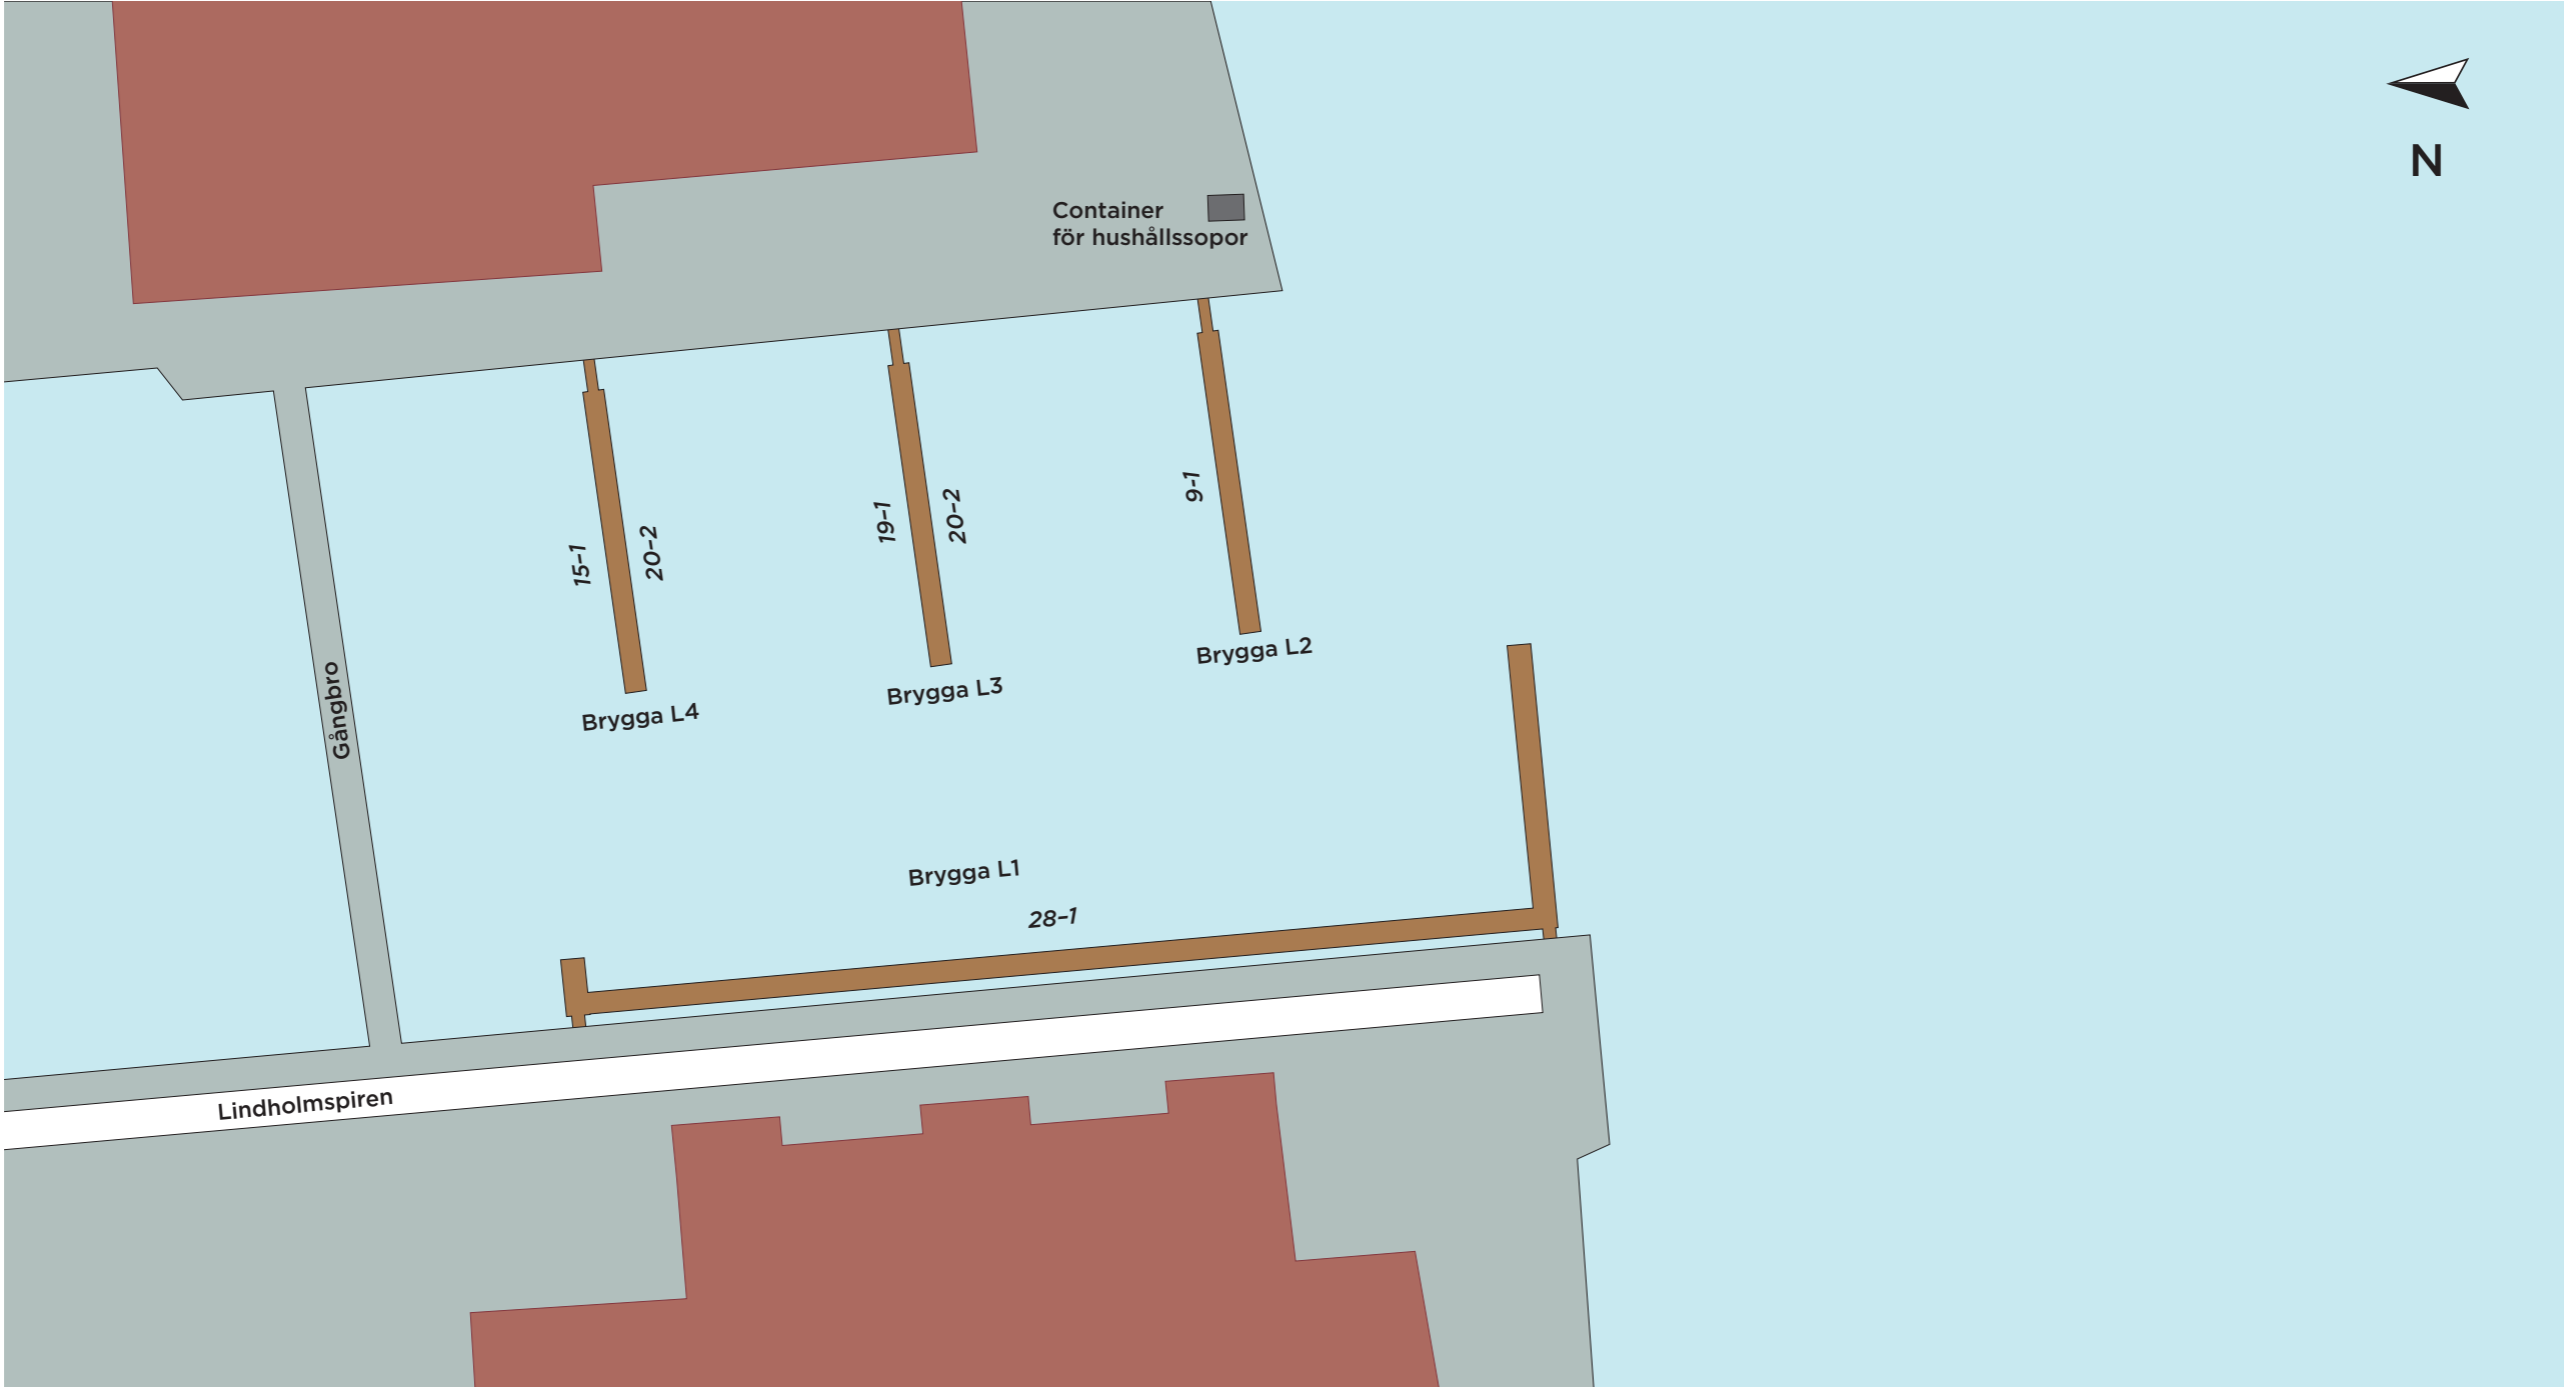 N
Container
för hushållssopor
9-1
19-1
20-2
15-1
20-2
Brygga L2
Brygga L3
Brygga L4
Gångbro
Brygga L1
28-1
Lindholmspiren